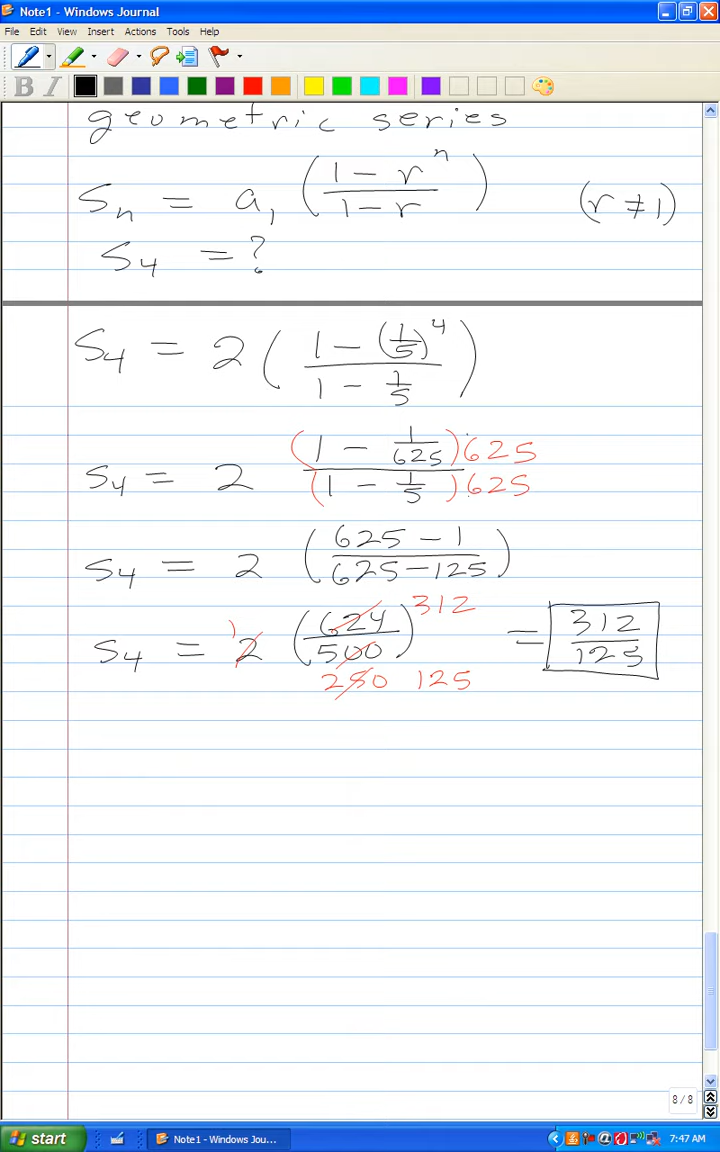 Note1 - Windows Journal
File Edit View Insert Actions Tools Help
B I
geometric series
Sn = a₁ ( (1 - rⁿ) / (1 - r) ) (r ≠ 1)
S₄ = ?
S₄ = 2 ( (1 - (1/5)⁴) / (1 - 1/5) )
S₄ = 2 (1 - 1/625) 625 / (1 - 1/5) 625
S₄ = 2 ( (625 - 1) / (625 - 125) )
S₄ = 2 1 ( 624 / 500 ) 312 = 312 / 125
250 125
8 / 8
start Note1 - Windows Jou... 7:47 AM